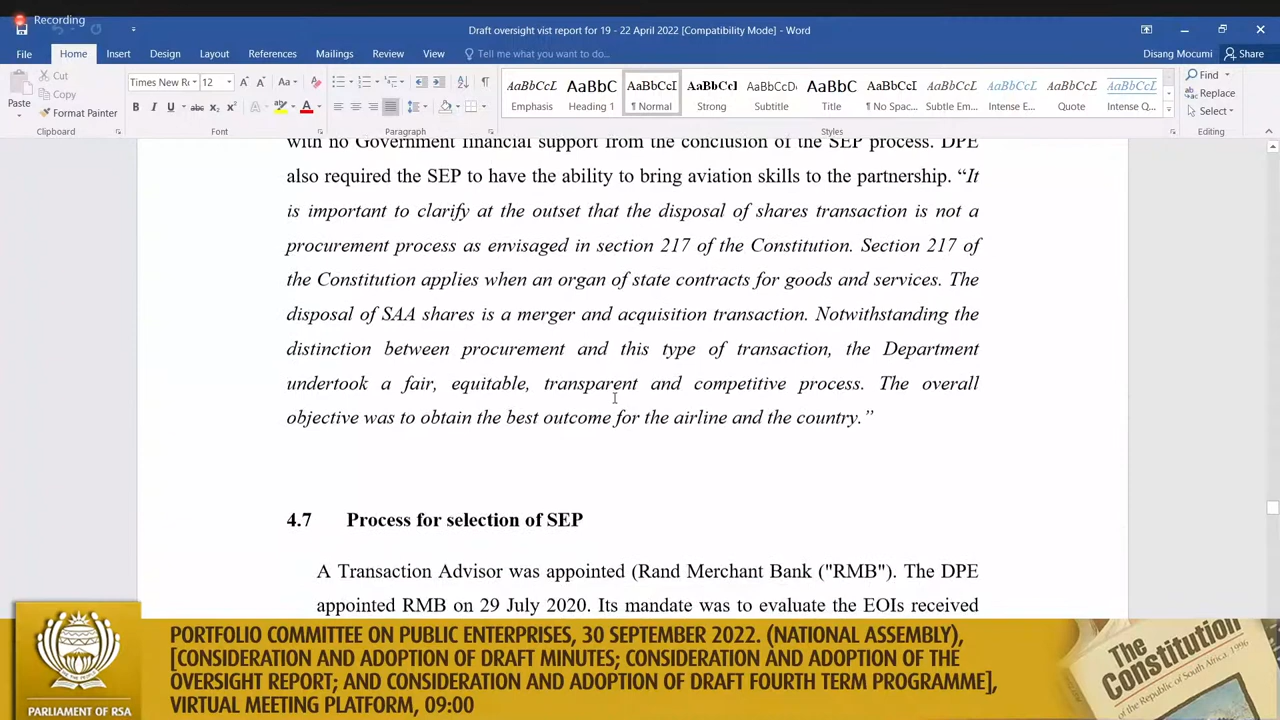 Recording
Draft oversight vist report for 19 - 22 April 2022 [Compatibility Mode] - Word
File Home Insert Design Layout References Mailings Review View Tell me what you want to do... Disang Mocumi Share
Paste Cut Copy Format Painter
Times New Ro 12
AaBbCcL AaBbC AaBbCcI AaBbCcl AaBbCcD AaBbC AaBbCcI AaBbCcL AaBbCcL AaBbCcL AaBbCcL
Emphasis Heading 1 ¶ Normal Strong Subtitle Title ¶ No Spac... Subtle Em... Intense E... Quote Intense Q...
Find
Replace
Select
Clipboard Font Paragraph Styles Editing
with no Government financial support from the conclusion of the SEP process. DPE
also required the SEP to have the ability to bring aviation skills to the partnership. “It
is important to clarify at the outset that the disposal of shares transaction is not a
procurement process as envisaged in section 217 of the Constitution. Section 217 of
the Constitution applies when an organ of state contracts for goods and services. The
disposal of SAA shares is a merger and acquisition transaction. Notwithstanding the
distinction between procurement and this type of transaction, the Department
undertook a fair, equitable, transparent and competitive process. The overall
objective was to obtain the best outcome for the airline and the country.”
4.7 Process for selection of SEP
A Transaction Advisor was appointed (Rand Merchant Bank ("RMB"). The DPE
appointed RMB on 29 July 2020. Its mandate was to evaluate the EOIs received
PARLIAMENT OF RSA
PORTFOLIO COMMITTEE ON PUBLIC ENTERPRISES, 30 SEPTEMBER 2022. (NATIONAL ASSEMBLY),
[CONSIDERATION AND ADOPTION OF DRAFT MINUTES; CONSIDERATION AND ADOPTION OF THE
OVERSIGHT REPORT; AND CONSIDERATION AND ADOPTION OF DRAFT FOURTH TERM PROGRAMME],
VIRTUAL MEETING PLATFORM, 09:00
The
Constitution
of the Republic of South Africa, 1996